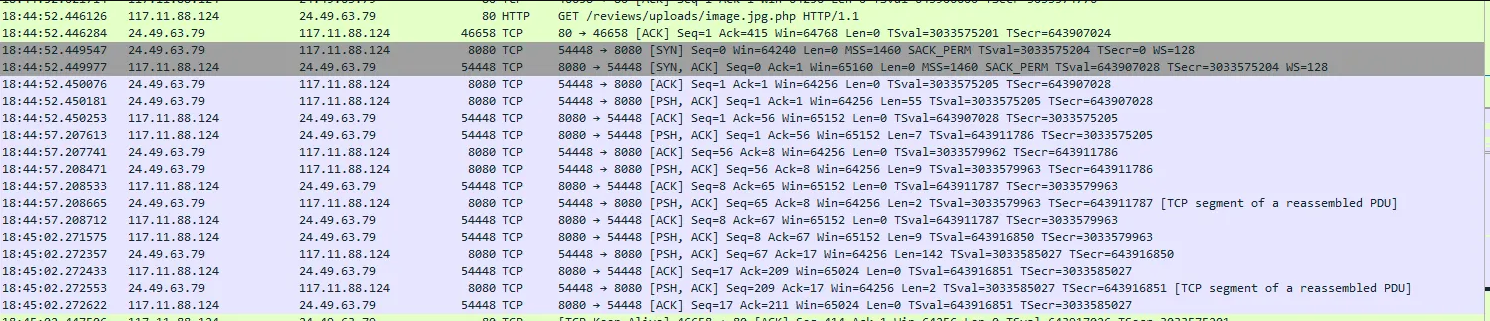 18:44:52.446126 117.11.88.124 24.49.63.79 80 HTTP GET /reviews/uploads/image.jpg.php HTTP/1.1
18:44:52.446284 24.49.63.79 117.11.88.124 46658 TCP 80 → 46658 [ACK] Seq=1 Ack=415 Win=64768 Len=0 TSval=3033575201 TSecr=643907024
18:44:52.449547 24.49.63.79 117.11.88.124 8080 TCP 54448 → 8080 [SYN] Seq=0 Win=64240 Len=0 MSS=1460 SACK_PERM TSval=3033575204 TSecr=0 WS=128
18:44:52.449977 117.11.88.124 24.49.63.79 54448 TCP 8080 → 54448 [SYN, ACK] Seq=0 Ack=1 Win=65160 Len=0 MSS=1460 SACK_PERM TSval=643907028 TSecr=3033575204 WS=128
18:44:52.450076 24.49.63.79 117.11.88.124 8080 TCP 54448 → 8080 [ACK] Seq=1 Ack=1 Win=64256 Len=0 TSval=3033575205 TSecr=643907028
18:44:52.450181 24.49.63.79 117.11.88.124 8080 TCP 54448 → 8080 [PSH, ACK] Seq=1 Ack=1 Win=64256 Len=55 TSval=3033575205 TSecr=643907028
18:44:52.450253 117.11.88.124 24.49.63.79 54448 TCP 8080 → 54448 [ACK] Seq=1 Ack=56 Win=65152 Len=0 TSval=643907028 TSecr=3033575205
18:44:57.207613 117.11.88.124 24.49.63.79 54448 TCP 8080 → 54448 [PSH, ACK] Seq=1 Ack=56 Win=65152 Len=7 TSval=643911786 TSecr=3033575205
18:44:57.207741 24.49.63.79 117.11.88.124 8080 TCP 54448 → 8080 [ACK] Seq=56 Ack=8 Win=64256 Len=0 TSval=3033579962 TSecr=643911786
18:44:57.208471 24.49.63.79 117.11.88.124 8080 TCP 54448 → 8080 [PSH, ACK] Seq=56 Ack=8 Win=64256 Len=9 TSval=3033579963 TSecr=643911786
18:44:57.208533 117.11.88.124 24.49.63.79 54448 TCP 8080 → 54448 [ACK] Seq=8 Ack=65 Win=65152 Len=0 TSval=643911787 TSecr=3033579963
18:44:57.208665 24.49.63.79 117.11.88.124 8080 TCP 54448 → 8080 [PSH, ACK] Seq=65 Ack=8 Win=64256 Len=2 TSval=3033579963 TSecr=643911787 [TCP segment of a reassembled PDU]
18:44:57.208712 117.11.88.124 24.49.63.79 54448 TCP 8080 → 54448 [ACK] Seq=8 Ack=67 Win=65152 Len=0 TSval=643911787 TSecr=3033579963
18:45:02.271575 117.11.88.124 24.49.63.79 54448 TCP 8080 → 54448 [PSH, ACK] Seq=8 Ack=67 Win=65152 Len=9 TSval=643916850 TSecr=3033579963
18:45:02.272357 24.49.63.79 117.11.88.124 8080 TCP 54448 → 8080 [PSH, ACK] Seq=67 Ack=17 Win=64256 Len=142 TSval=3033585027 TSecr=643916850
18:45:02.272433 117.11.88.124 24.49.63.79 54448 TCP 8080 → 54448 [ACK] Seq=17 Ack=209 Win=65024 Len=0 TSval=643916851 TSecr=3033585027
18:45:02.272553 24.49.63.79 117.11.88.124 8080 TCP 54448 → 8080 [PSH, ACK] Seq=209 Ack=17 Win=64256 Len=2 TSval=3033585027 TSecr=643916851 [TCP segment of a reassembled PDU]
18:45:02.272622 117.11.88.124 24.49.63.79 54448 TCP 8080 → 54448 [ACK] Seq=17 Ack=211 Win=65024 Len=0 TSval=643916851 TSecr=3033585027